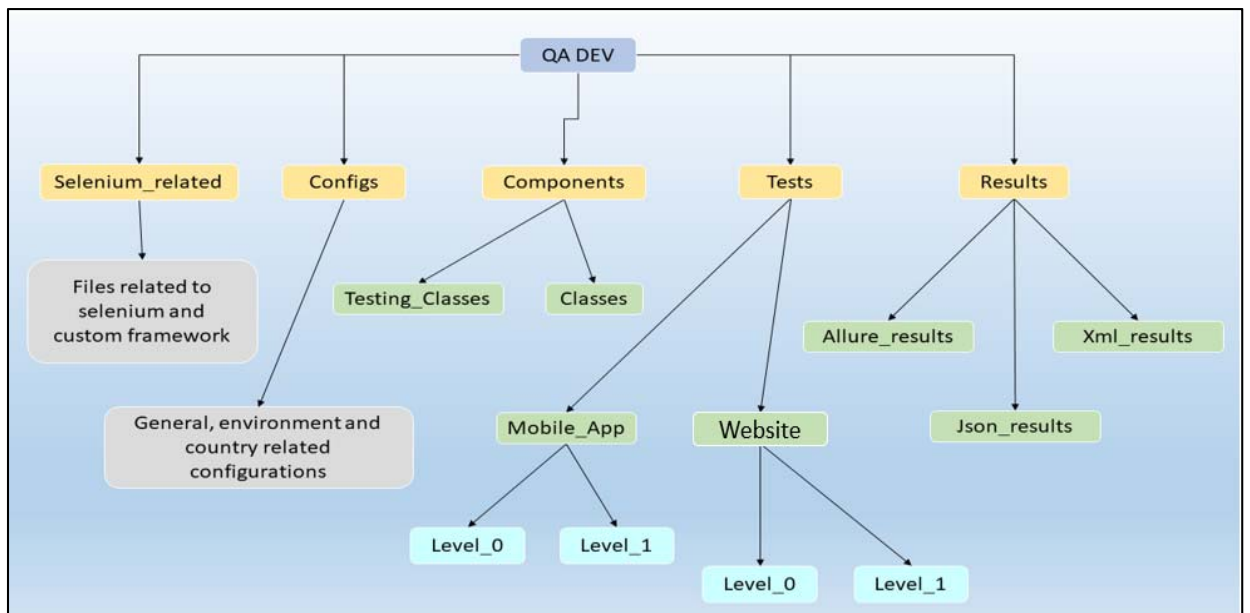 QA DEV
Selenium_related
Configs
Components
Tests
Results
Files related to
selenium and
custom framework
Testing_Classes
Classes
Allure_results
Xml_results
General, environment and
country related
configurations
Mobile_App
Website
Json_results
Level_0
Level_1
Level_0
Level_1